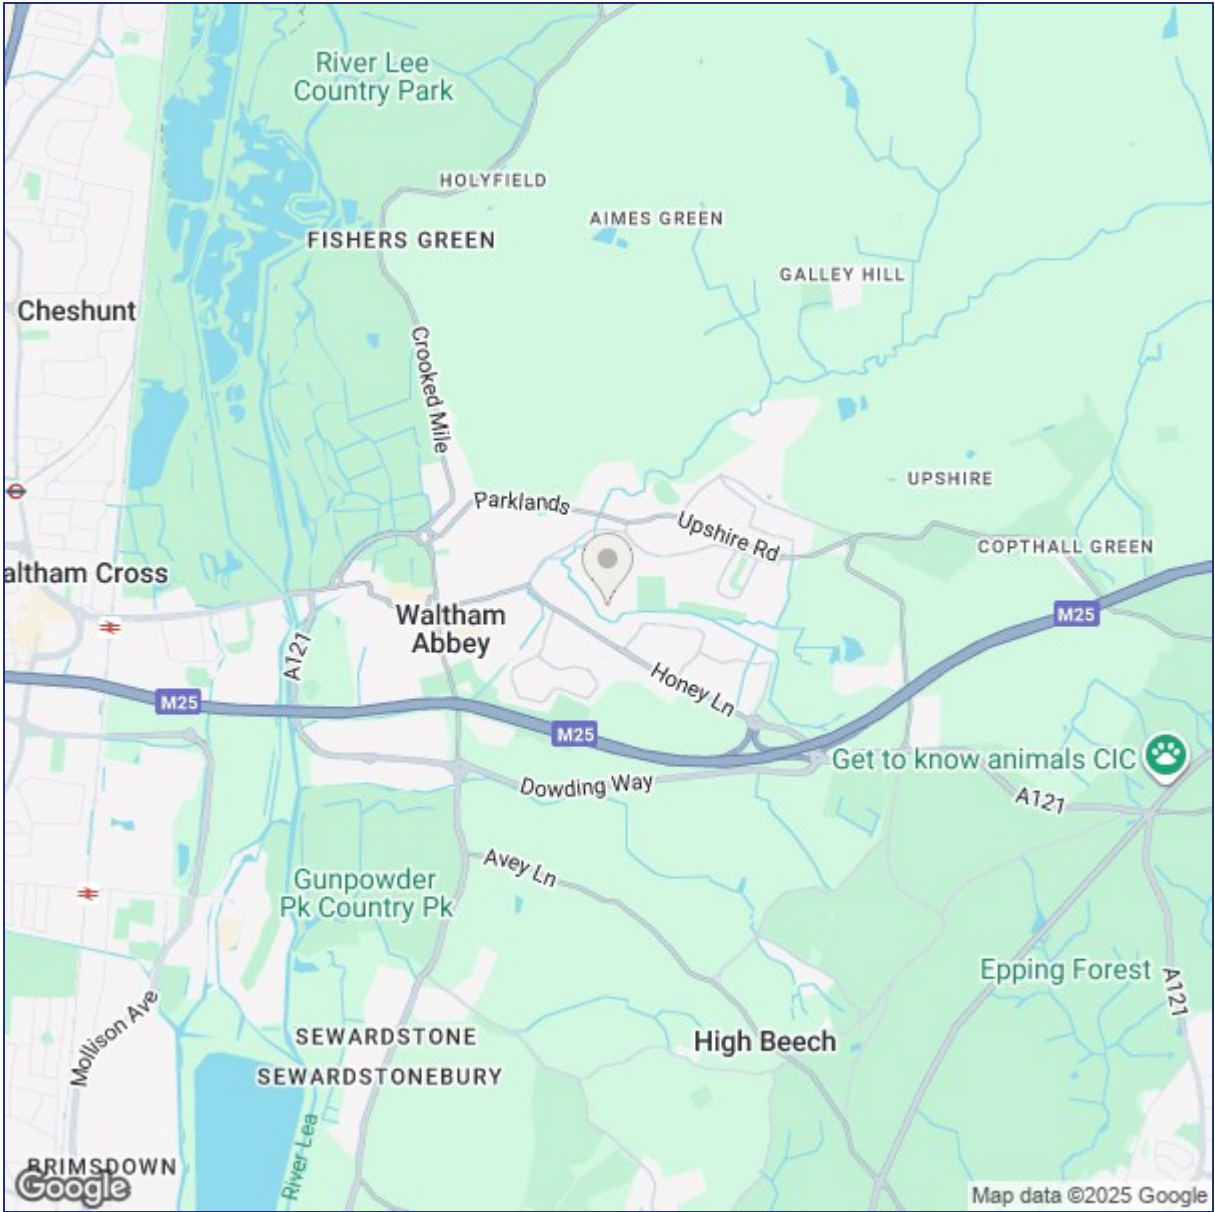 River Lee
Country Park
HOLYFIELD
AIMES GREEN
FISHERS GREEN
GALLEY HILL
Cheshunt
Crooked Mile
UPSHIRE
Parklands
Upshire Rd
COPTHALL GREEN
altham Cross
Waltham
Abbey
M25
A121
Honey Ln
M25
M25
Get to know animals CIC
Dowding Way
A121
Avey Ln
Gunpowder
Pk Country Pk
Epping Forest
A121
Mollison Ave
SEWARDSTONE
High Beech
SEWARDSTONEBURY
River Lea
BRIMSDOWN
Google
Map data ©2025 Google